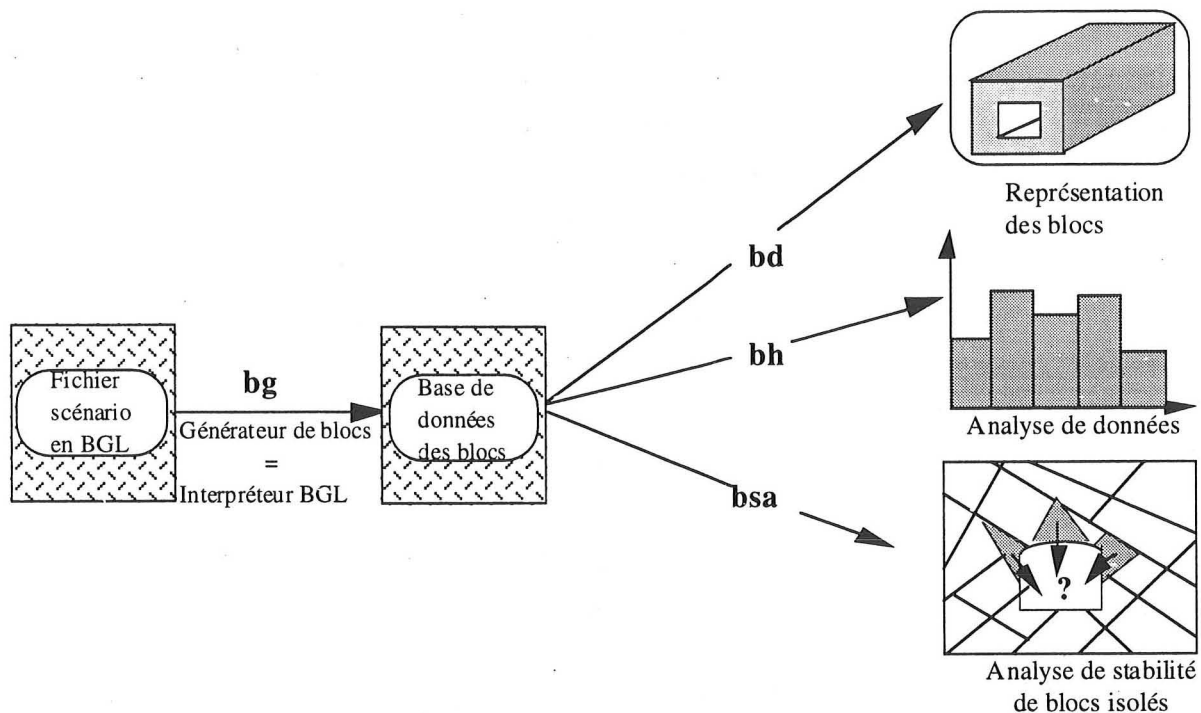 Représentation
des blocs
bd
bh
Fichier
scénario
en BGL
bg
Générateur de blocs
=
Interpréteur BGL
Base de
données
des blocs
Analyse de données
bsa
?
Analyse de stabilité
de blocs isolés